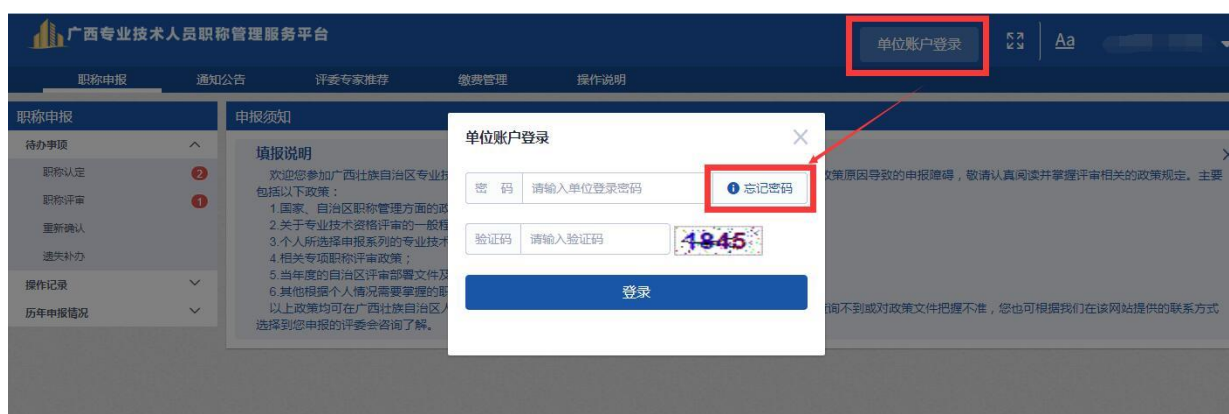 广西专业技术人员职称管理服务平台
单位账户登录
Aa
职称申报
通知公告
评委专家推荐
缴费管理
操作说明
职称申报
待办事项
职称认定 2
职称评审 1
重新确认
遗失补办
操作记录
历年申报情况
申报须知
填报说明
欢迎您参加广西壮族自治区专业技
政策原因导致的申报障碍，敬请认真阅读并掌握评审相关的政策规定。主要
包括以下政策：
1.国家、自治区职称管理方面的政
2.关于专业技术资格评审的一般程
3.个人所选择申报系列的专业技术
4.相关专项职称评审政策；
5.当年度的自治区评审部署文件及
6.其他根据个人情况需要掌握的职
以上政策均可在广西壮族自治区人
询不到或对政策文件把握不准，您也可根据我们在该网站提供的联系方式
选择到您申报的评委会咨询了解。
单位账户登录
密 码 请输入单位登录密码 忘记密码
验证码 请输入验证码 4845
登录